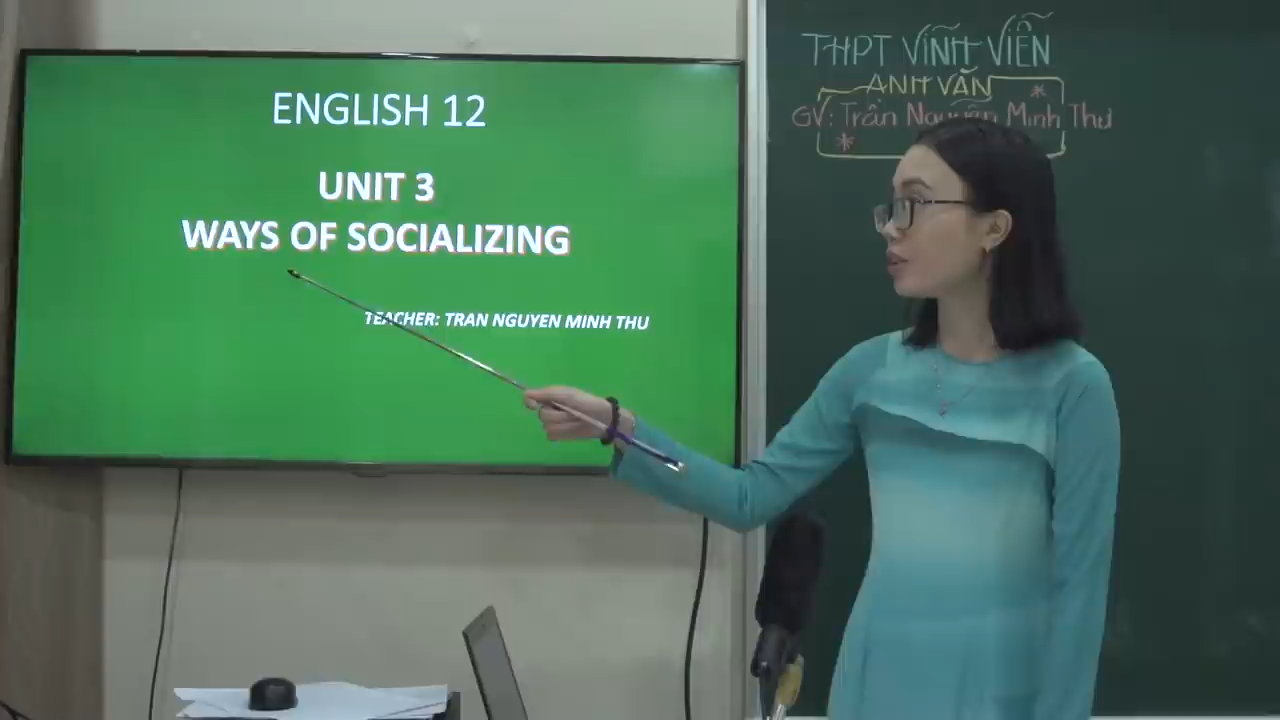 ENGLISH 12
UNIT 3
WAYS OF SOCIALIZING
TEACHER: TRAN NGUYEN MINH THU
THPT VĨNH VIỄN
ANH VĂN
GV: Trần Nguyễn Minh Thư